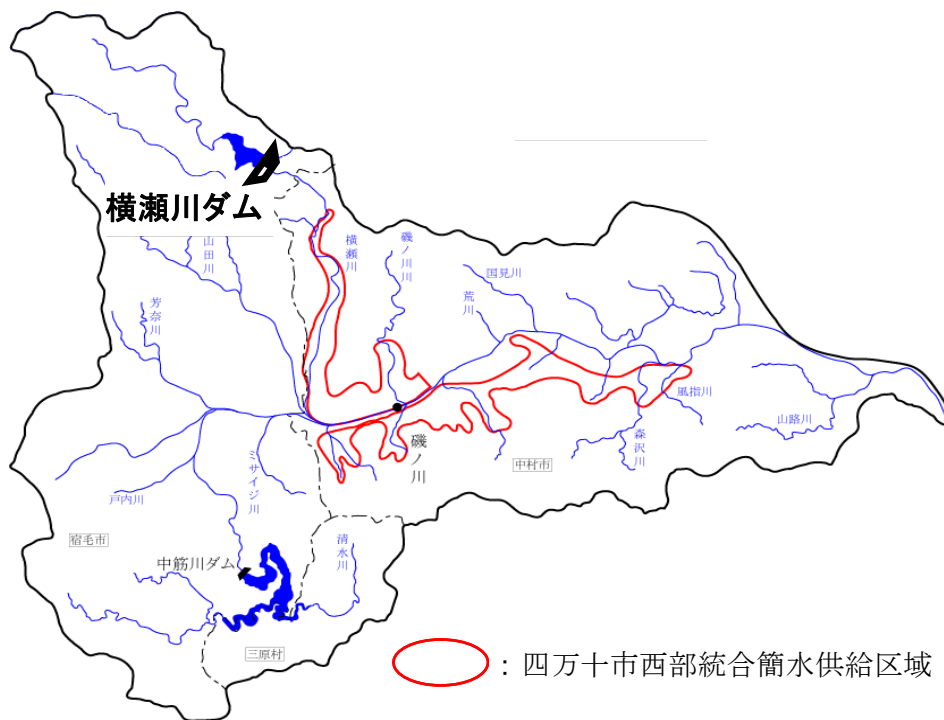 横瀬川ダム
山田川
横瀬川
磯ノ川川
国見川
荒川
芳奈川
風指川
山路川
森沢川
中村市
磯ノ川
ミサイジ川
戸内川
宿毛市
中筋川ダム
清水川
三原村
：四万十市西部統合簡水供給区域